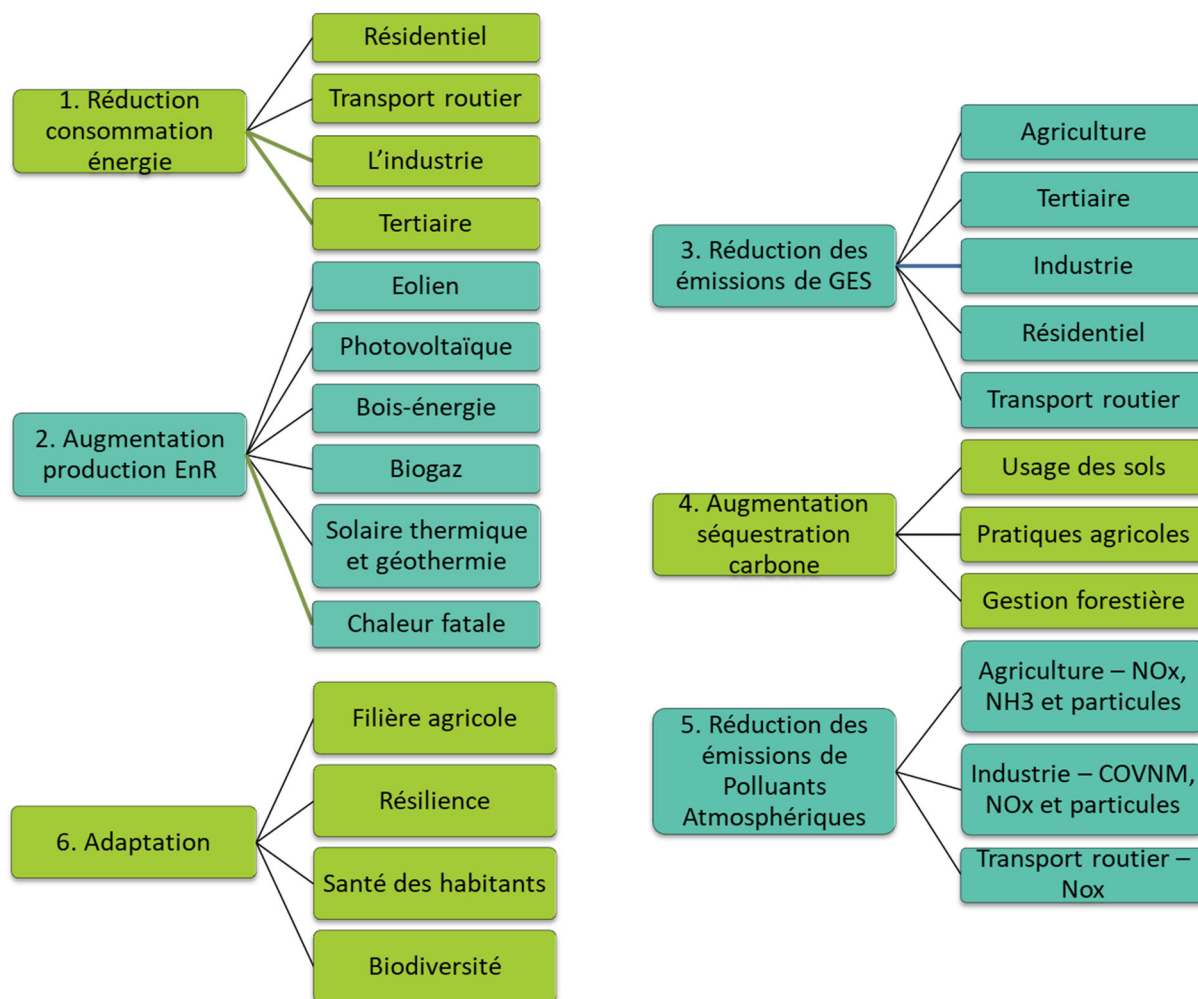 1. Réduction
consommation
énergie
Résidentiel
Transport routier
L’industrie
Tertiaire
2. Augmentation
production EnR
Eolien
Photovoltaïque
Bois-énergie
Biogaz
Solaire thermique
et géothermie
Chaleur fatale
6. Adaptation
Filière agricole
Résilience
Santé des habitants
Biodiversité
3. Réduction des
émissions de GES
Agriculture
Tertiaire
Industrie
Résidentiel
Transport routier
4. Augmentation
séquestration
carbone
Usage des sols
Pratiques agricoles
Gestion forestière
5. Réduction des
émissions de
Polluants
Atmosphériques
Agriculture – NOx,
NH3 et particules
Industrie – COVNM,
NOx et particules
Transport routier –
Nox